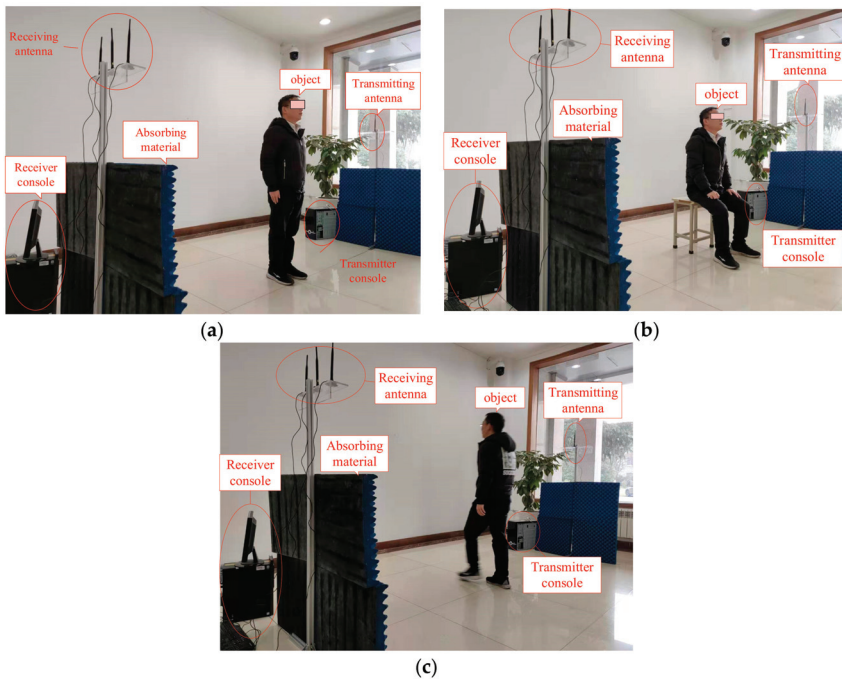 Receiving
antenna
object
Transmitting
antenna
Absorbing
material
Receiver
console
Transmitter
console
(a)
Receiving
antenna
Transmitting
antenna
object
Absorbing
material
Receiver
console
Transmitter
console
(b)
Receiving
antenna
object
Transmitting
antenna
Absorbing
material
Receiver
console
Transmitter
console
(c)